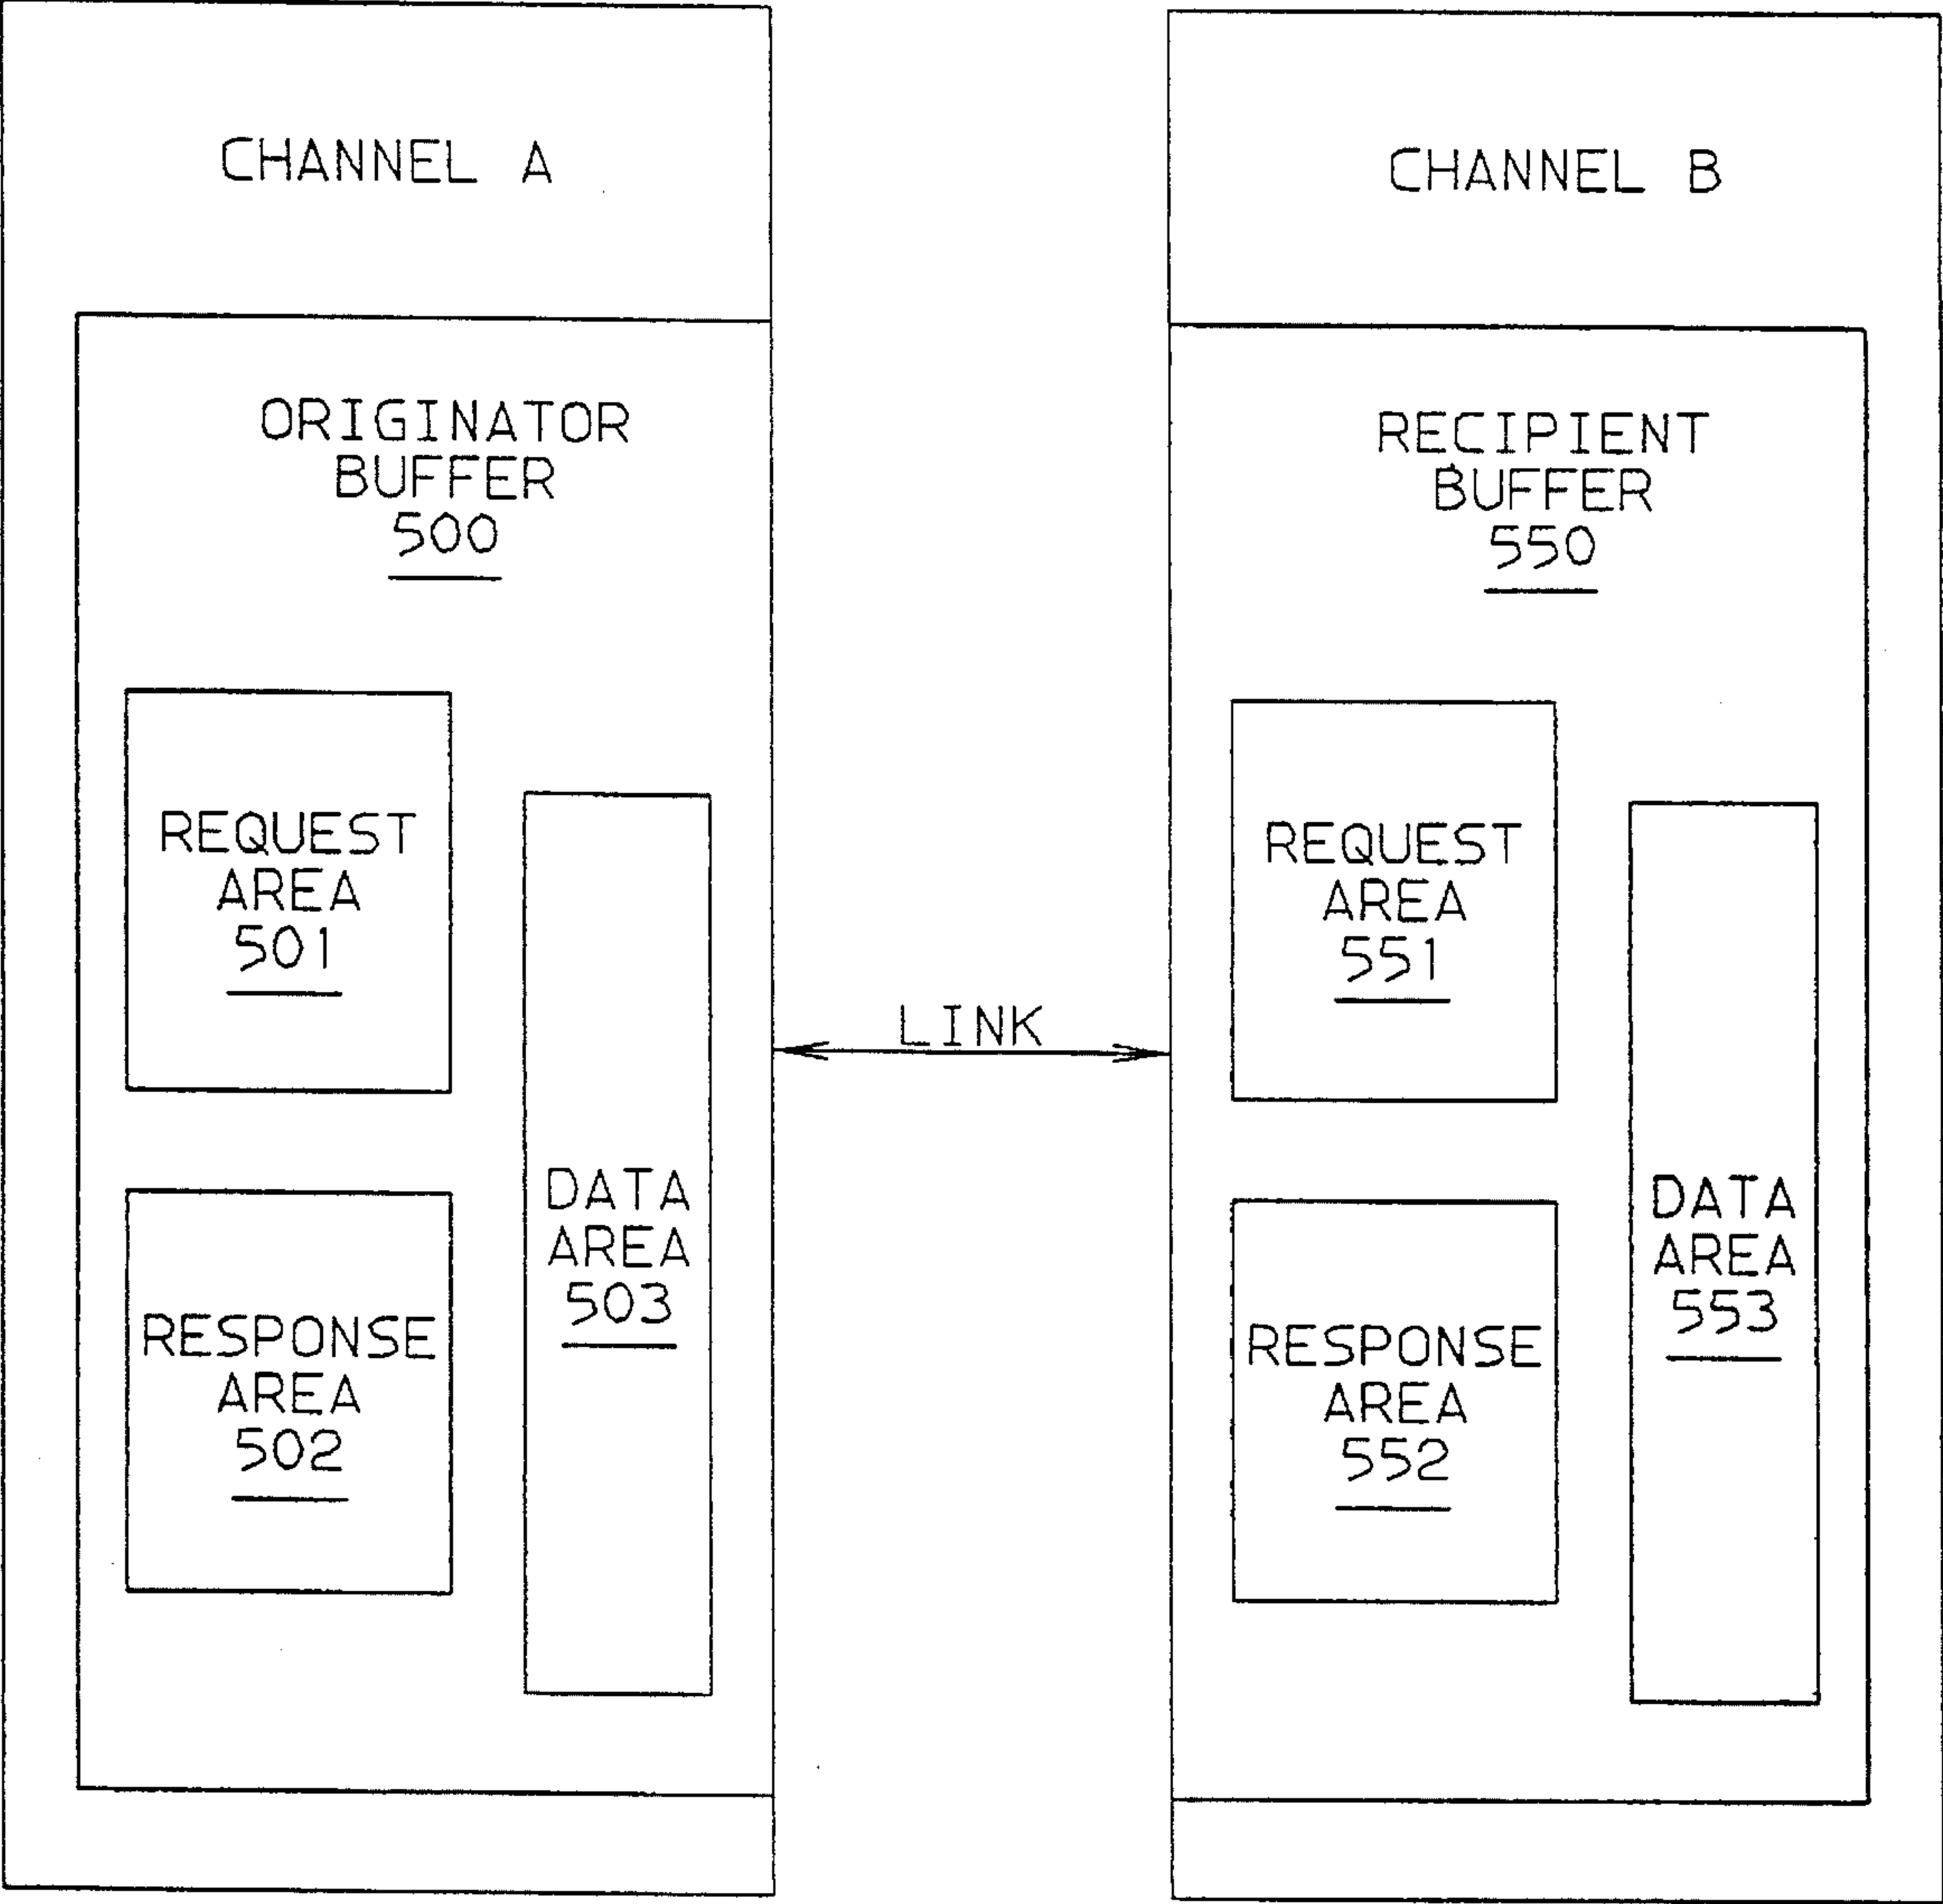 CHANNEL A
ORIGINATOR
BUFFER
500
REQUEST
AREA
501
RESPONSE
AREA
502
DATA
AREA
503
LINK
CHANNEL B
RECIPIENT
BUFFER
550
REQUEST
AREA
551
RESPONSE
AREA
552
DATA
AREA
553